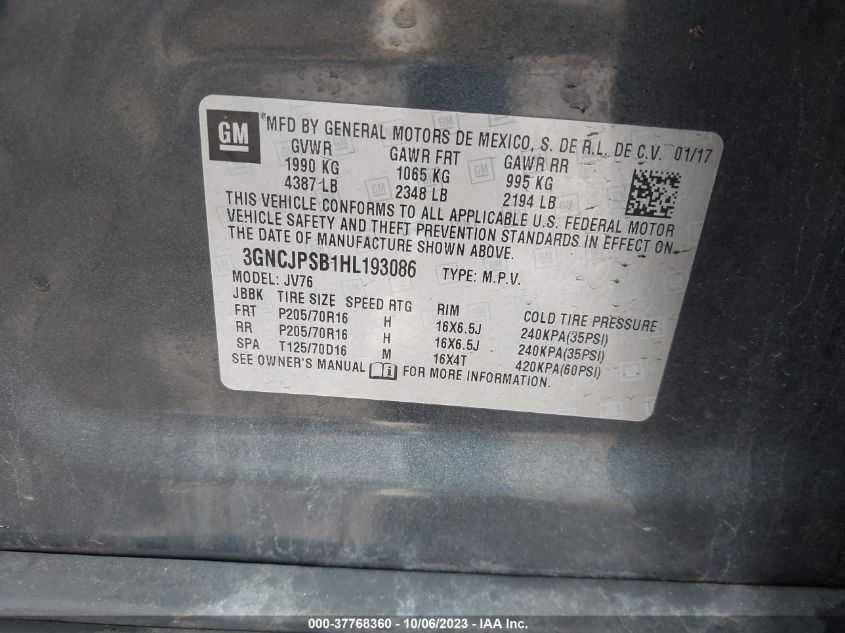 GM ® MFD BY GENERAL MOTORS DE MEXICO, S. DE R.L. DE C.V. 01/17
GVWR GAWR FRT GAWR RR
1990 KG 1065 KG 995 KG
4387 LB 2348 LB 2194 LB
THIS VEHICLE CONFORMS TO ALL APPLICABLE U.S. FEDERAL MOTOR
VEHICLE SAFETY AND THEFT PREVENTION STANDARDS IN EFFECT ON
THE DATE OF MANUFACTURE SHOWN ABOVE.
3GNCJPSB1HL193086 TYPE: M.P.V.
MODEL: JV76
JBBK TIRE SIZE SPEED RTG RIM COLD TIRE PRESSURE
FRT P205/70R16 H 16X6.5J 240KPA(35PSI)
RR P205/70R16 H 16X6.5J 240KPA(35PSI)
SPA T125/70D16 M 16X4T 420KPA(60PSI)
SEE OWNER'S MANUAL FOR MORE INFORMATION.
000-37768360 - 10/06/2023 - IAA Inc.